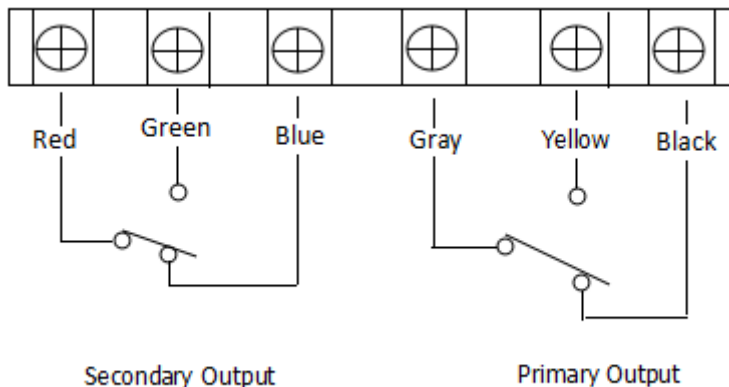 Red
Green
Blue
Gray
Yellow
Black
Secondary Output
Primary Output